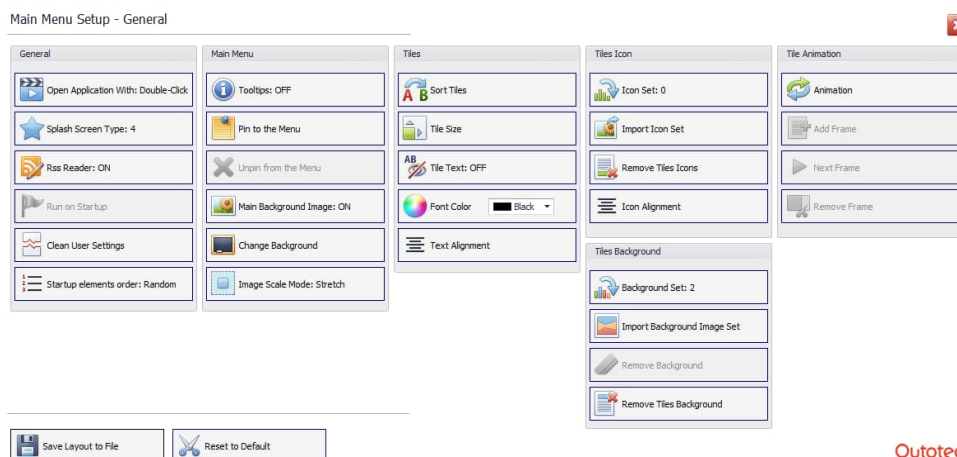 Main Menu Setup - General
General
Open Application With: Double-Click
Splash Screen Type: 4
Rss Reader: ON
Run on Startup
Clean User Settings
Startup elements order: Random
Main Menu
Tooltips: OFF
Pin to the Menu
Unpin from the Menu
Main Background Image: ON
Change Background
Image Scale Mode: Stretch
Tiles
A B
Sort Tiles
Tile Size
AB
Tile Text: OFF
Font Color
Black
Text Alignment
Tiles Icon
Icon Set: 0
Import Icon Set
Remove Tiles Icons
Icon Alignment
Tiles Background
Background Set: 2
Import Background Image Set
Remove Background
Remove Tiles Background
Tile Animation
Animation
Add Frame
Next Frame
Remove Frame
Save Layout to File
Reset to Default
Outotec